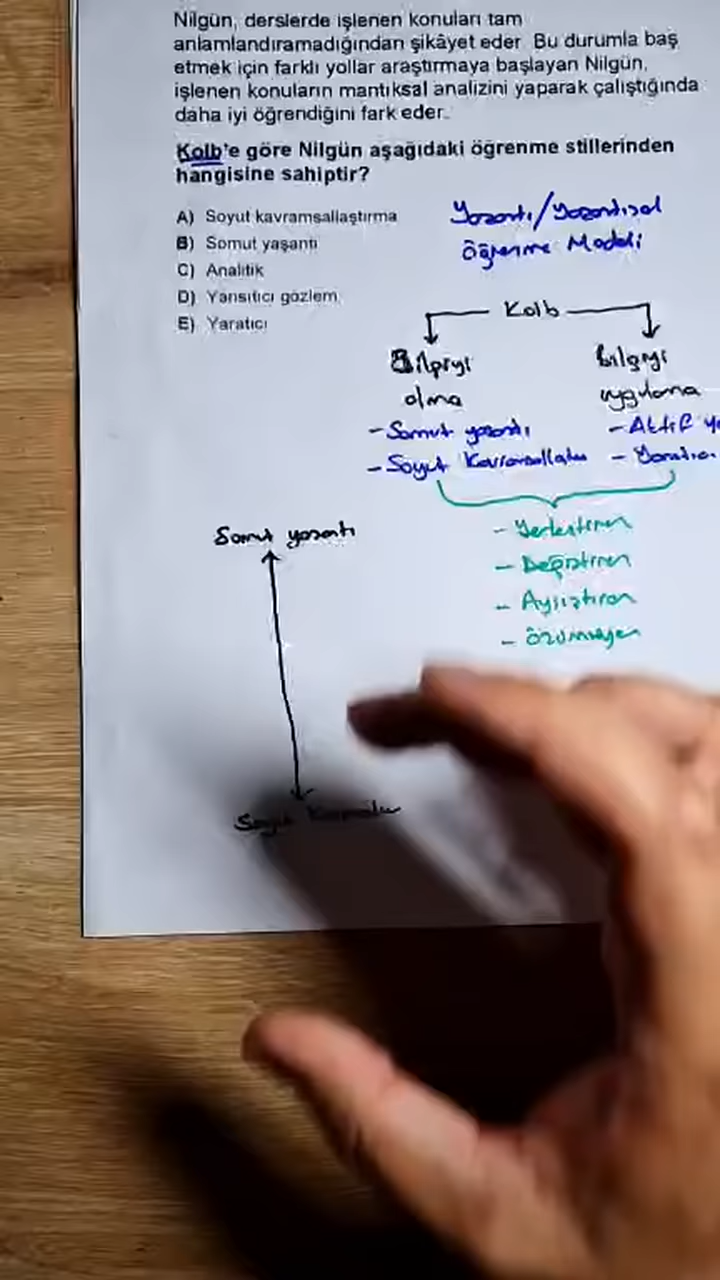 Nilgün, derslerde işlenen konuları tam
anlamlandıramadığından şikâyet eder. Bu durumla baş
etmek için farklı yollar araştırmaya başlayan Nilgün,
işlenen konuların mantıksal analizini yaparak çalıştığında
daha iyi öğrendiğini fark eder.
Kolb'e göre Nilgün aşağıdaki öğrenme stillerinden
hangisine sahiptir?
A) Soyut kavramsallaştırma
B) Somut yaşantı
C) Analitik
D) Yansıtıcı gözlem
E) Yaratıcı
Yaşantı/Yaşantısal
Öğrenme Modeli
Kolb
Bilgiyi
alma
- Somut yaşantı
- Soyut Kavramsallaştır
bilgiyi
uygulama
- Aktif
- Yerleştiren
- Değiştiren
- Ayrıştıran
- Özümseyen
Somut yaşantı
Soyut